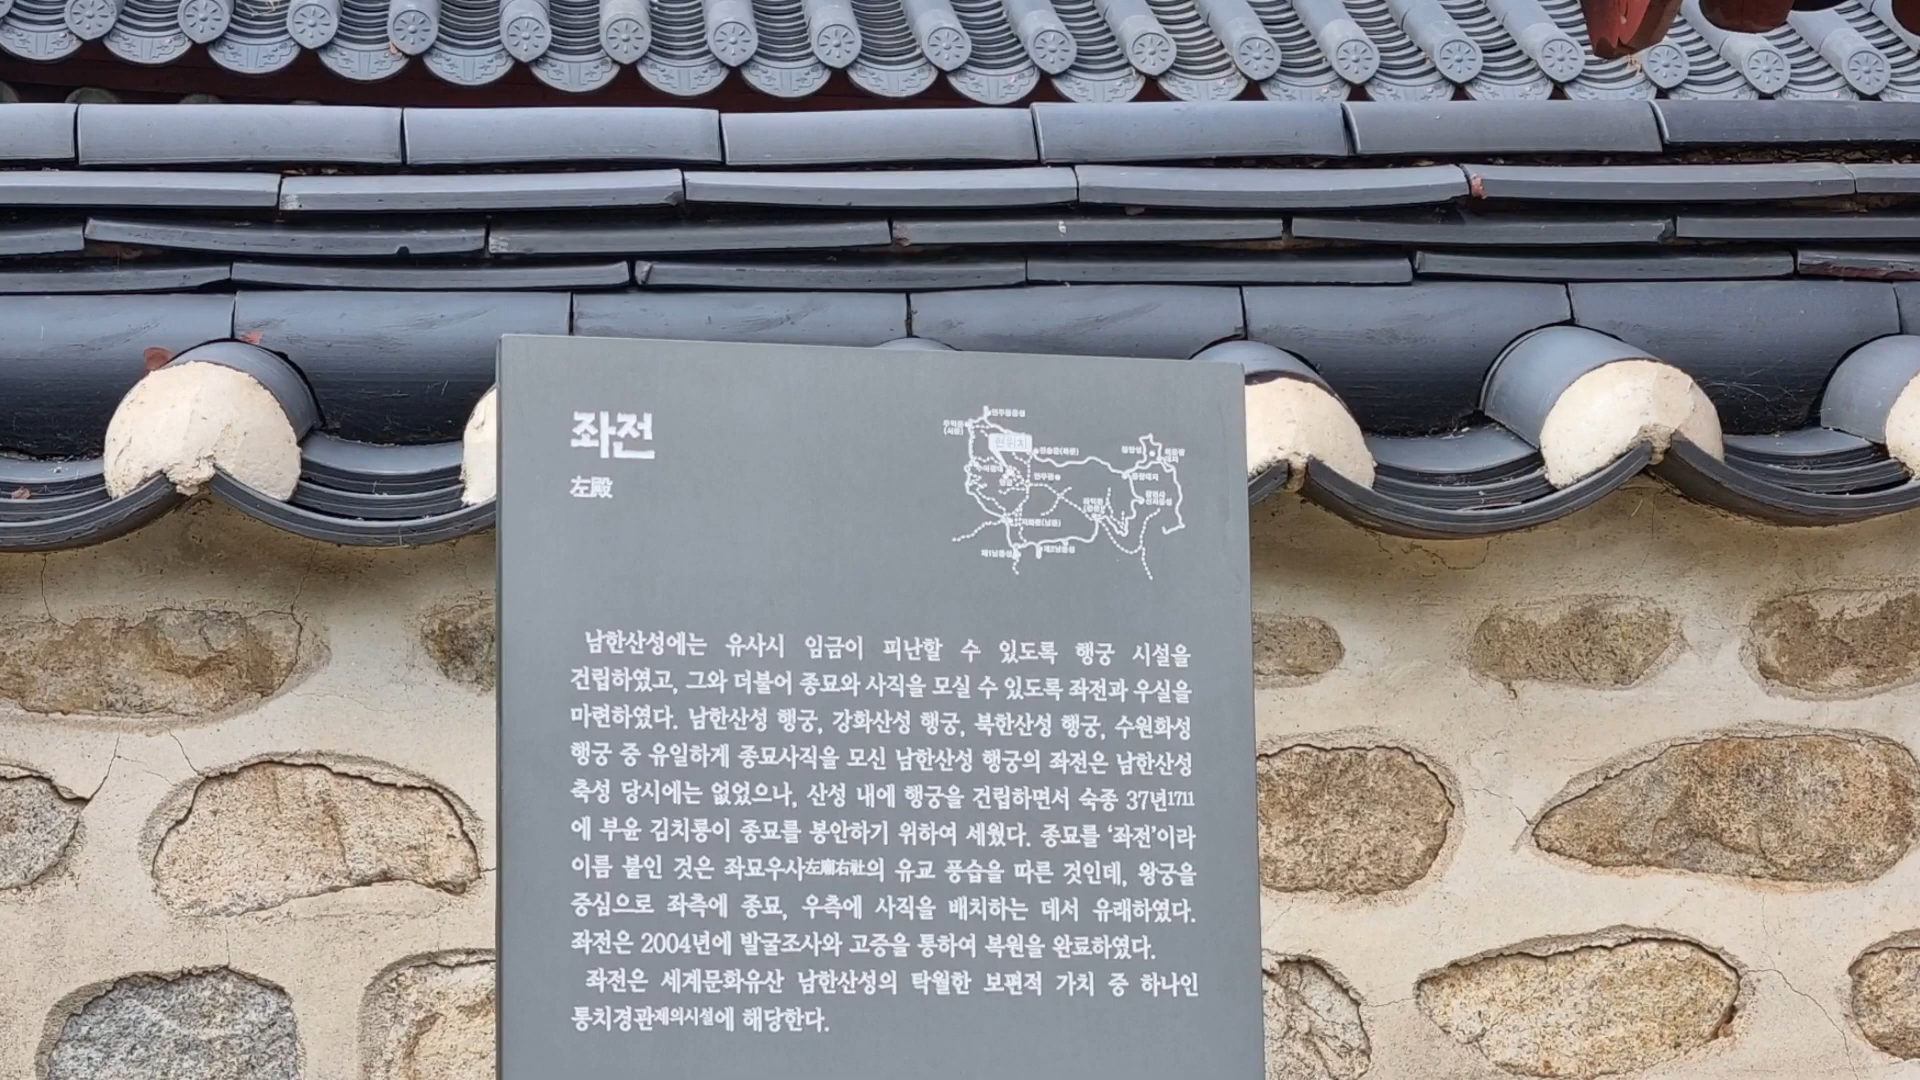 좌전
左殿
현위치
남한산성에는 유사시 임금이 피난할 수 있도록 행궁 시설을
건립하였고, 그와 더불어 종묘와 사직을 모실 수 있도록 좌전과 우실을
마련하였다. 남한산성 행궁, 강화산성 행궁, 북한산성 행궁, 수원화성
행궁 중 유일하게 종묘사직을 모신 남한산성 행궁의 좌전은 남한산성
축성 당시에는 없었으나, 산성 내에 행궁을 건립하면서 숙종 37년1711
에 부윤 김치룡이 종묘를 봉안하기 위하여 세웠다. 종묘를 ‘좌전’이라
이름 붙인 것은 좌묘우사左廟右社의 유교 풍습을 따른 것인데, 왕궁을
중심으로 좌측에 종묘, 우측에 사직을 배치하는 데서 유래하였다.
좌전은 2004년에 발굴조사와 고증을 통하여 복원을 완료하였다.
좌전은 세계문화유산 남한산성의 탁월한 보편적 가치 중 하나인
통치경관제의시설에 해당한다.